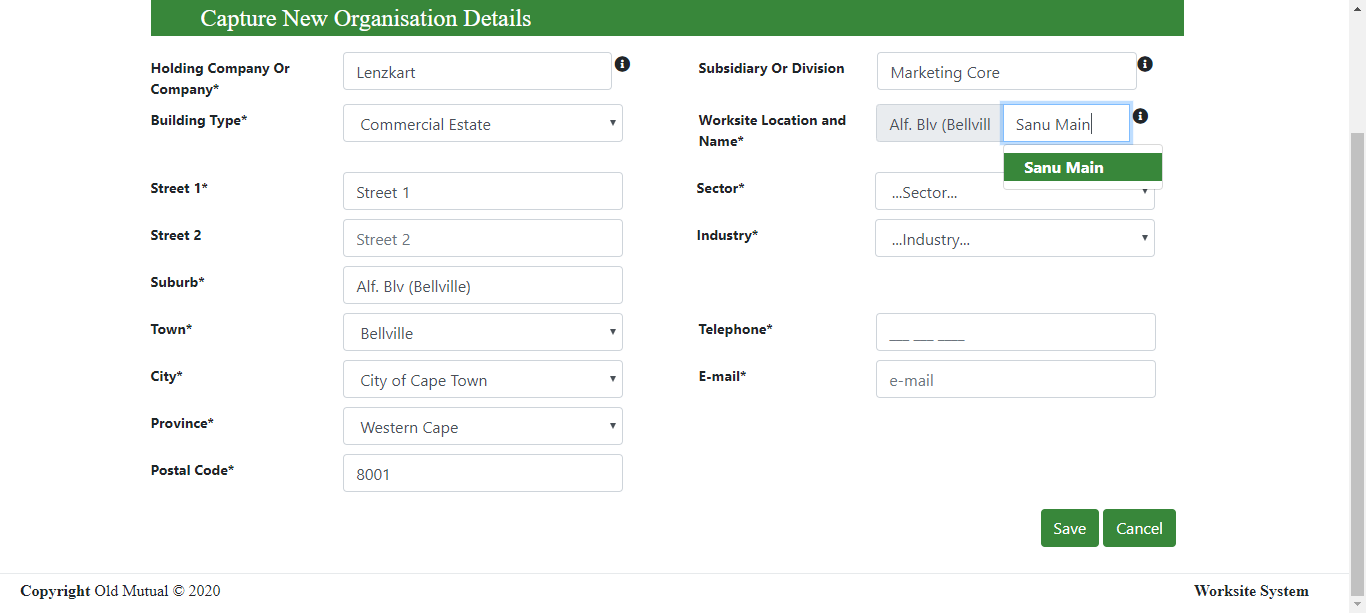 Capture New Organisation Details
Holding Company Or Company*
Lenzkart
Subsidiary Or Division
Marketing Core
Building Type*
Commercial Estate
Worksite Location and Name*
Alf. Blv (Bellvill
Sanu Main
Sanu Main
Street 1*
Street 1
Sector*
...Sector...
Street 2
Street 2
Industry*
...Industry...
Suburb*
Alf. Blv (Bellville)
Town*
Bellville
Telephone*
___ ___ ____
City*
City of Cape Town
E-mail*
e-mail
Province*
Western Cape
Postal Code*
8001
Save
Cancel
Copyright Old Mutual © 2020
Worksite System